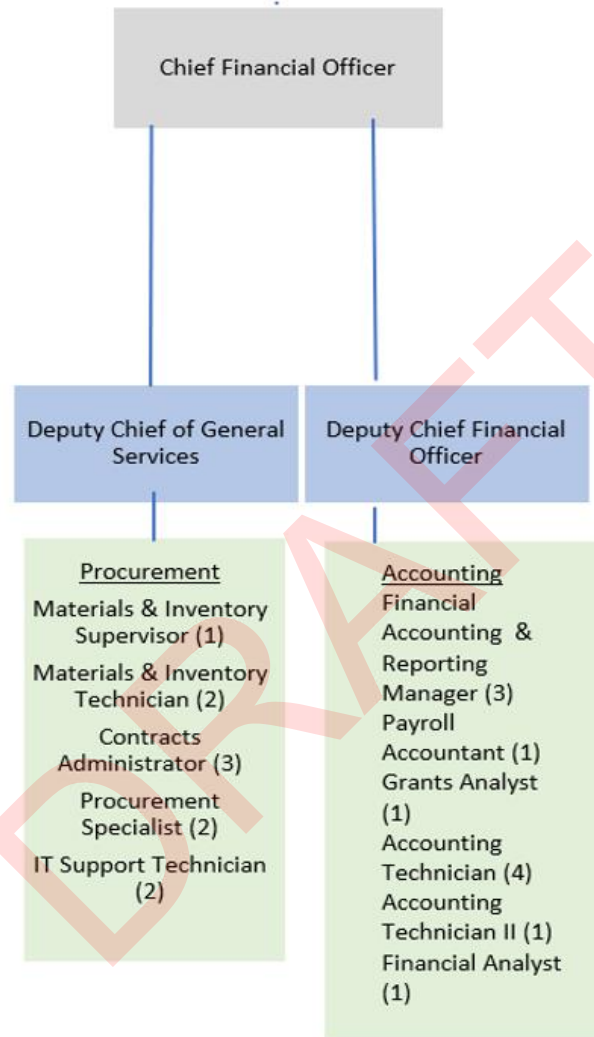 Chief Financial Officer
Deputy Chief of General
Services
Deputy Chief Financial
Officer
Procurement
Materials & Inventory
Supervisor (1)
Materials & Inventory
Technician (2)
Contracts
Administrator (3)
Procurement
Specialist (2)
IT Support Technician
(2)
Accounting
Financial
Accounting &
Reporting
Manager (3)
Payroll
Accountant (1)
Grants Analyst
(1)
Accounting
Technician (4)
Accounting
Technician II (1)
Financial Analyst
(1)
DRAFT